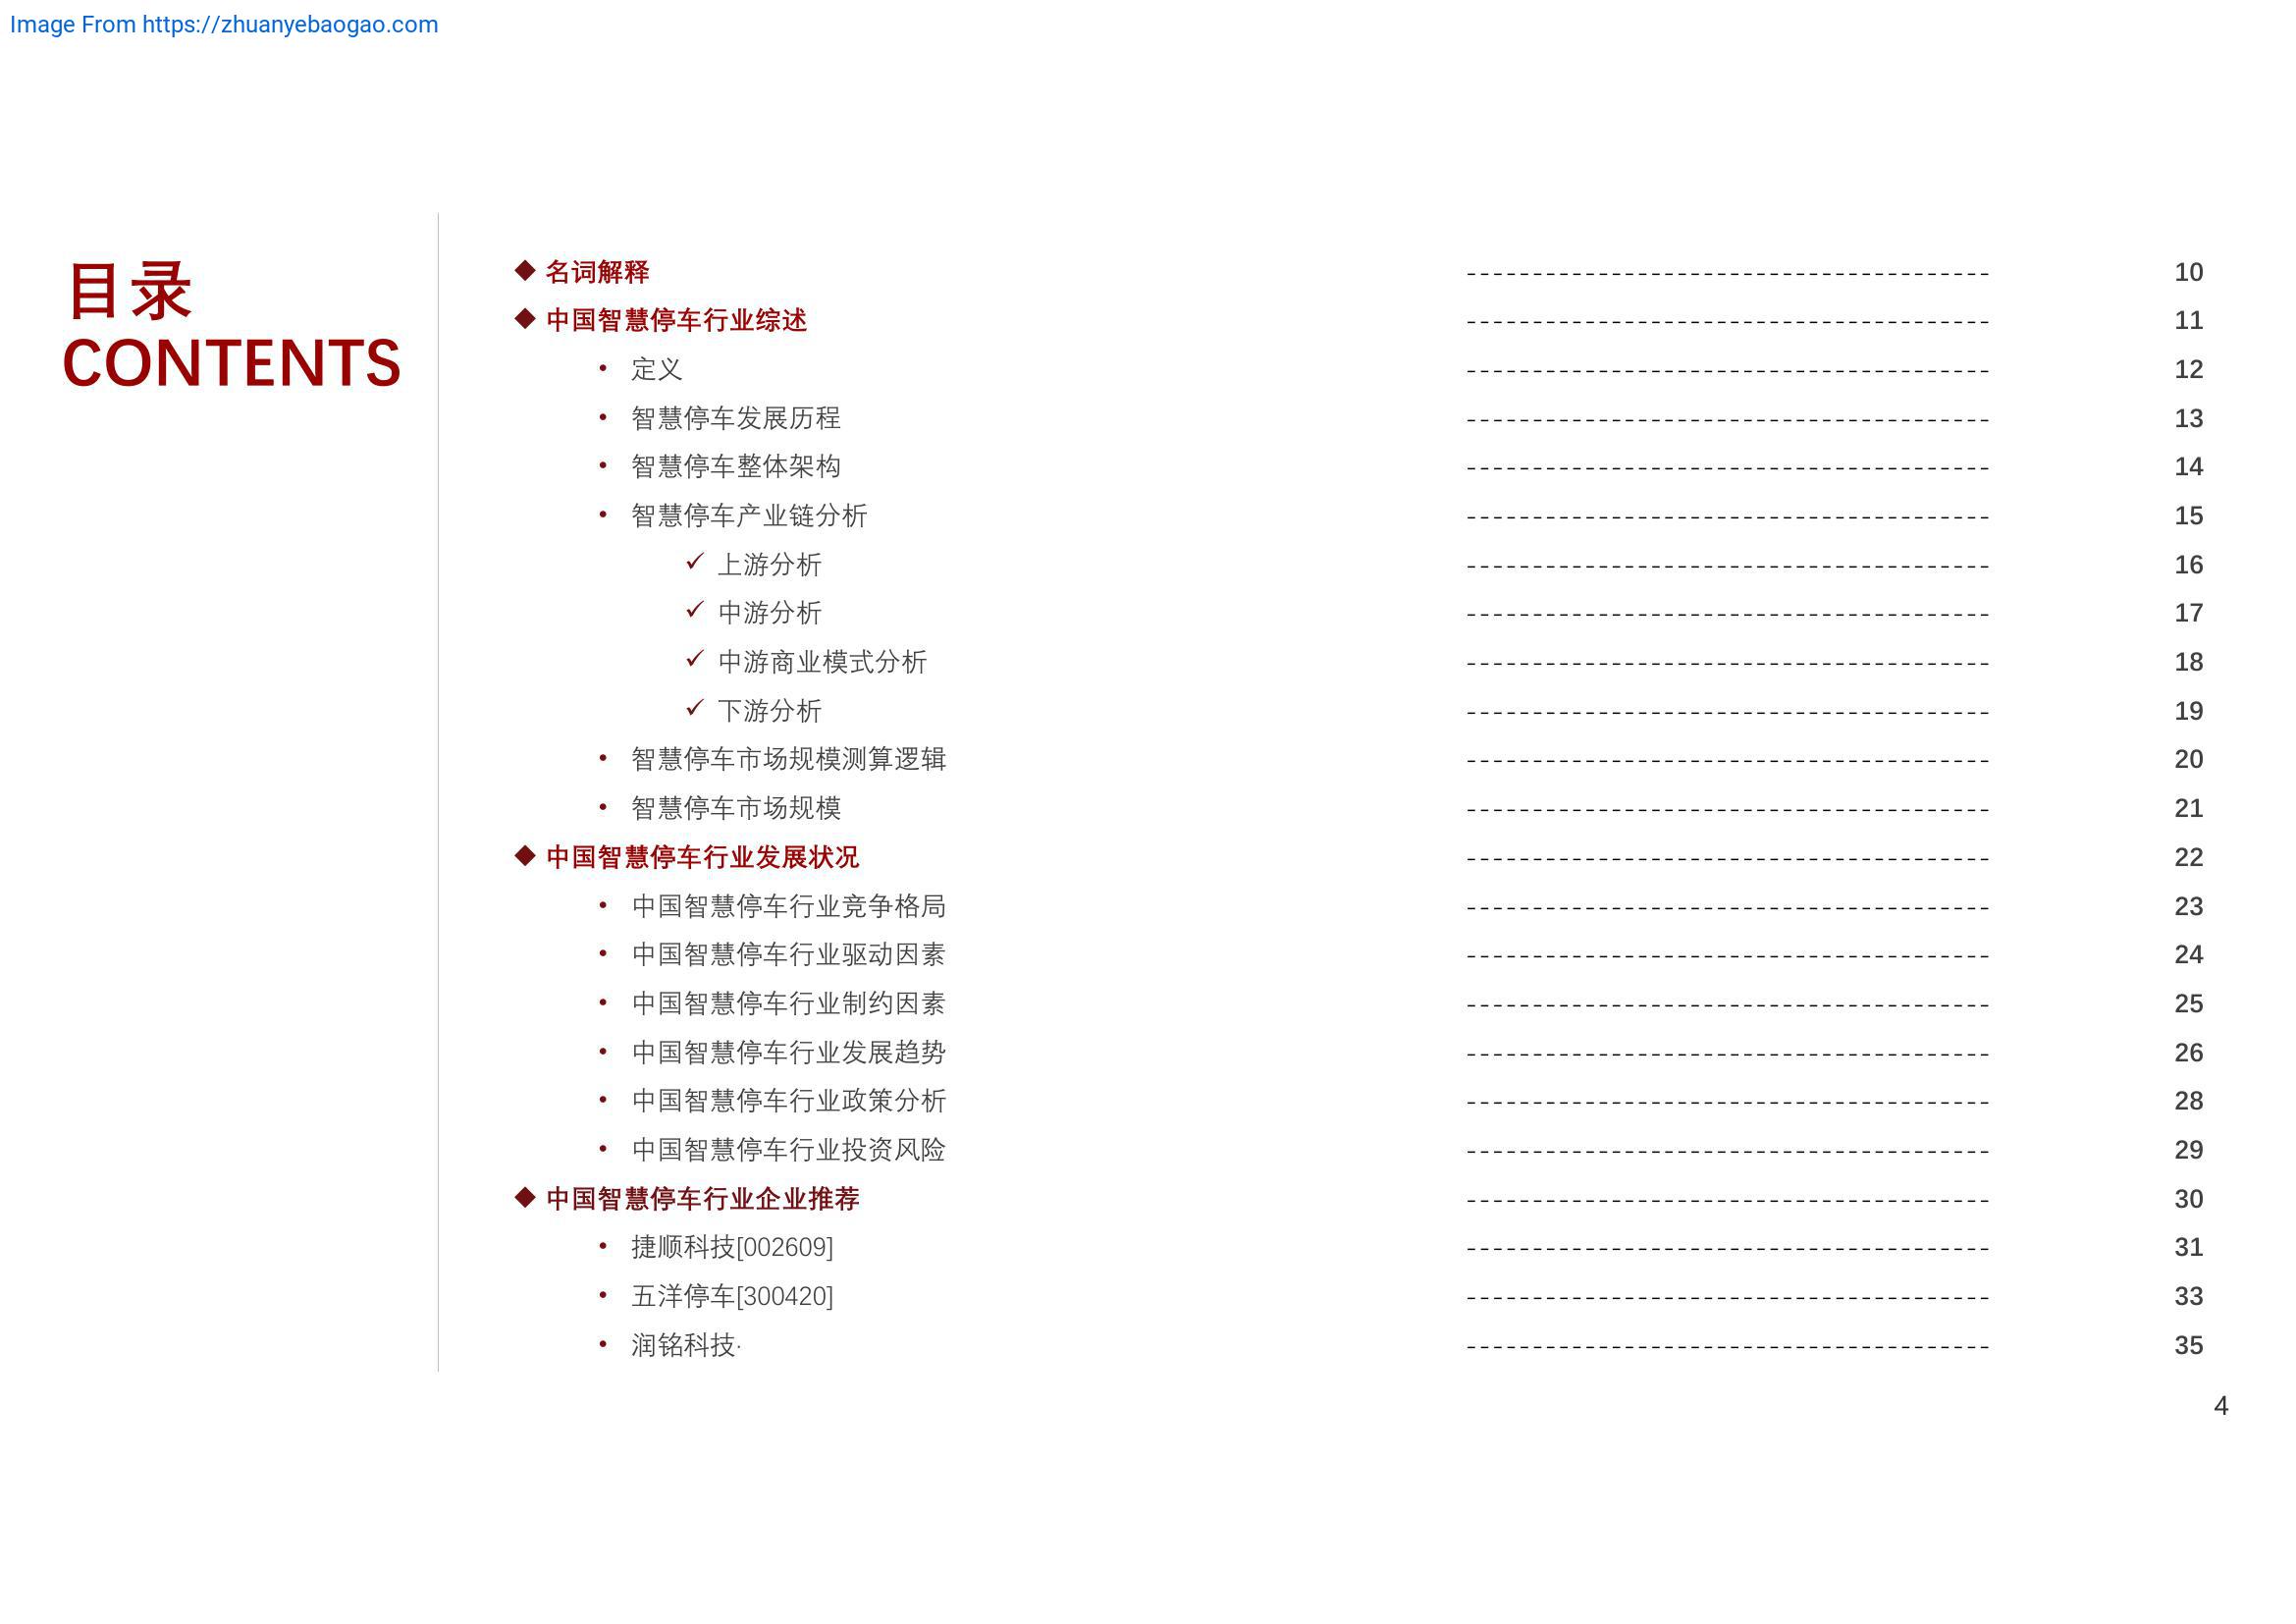 Image From https://zhuanyebaogao.com
目录
CONTENTS
◆ 名词解释 ---------------------------------------- 10
◆ 中国智慧停车行业综述 ---------------------------------------- 11
• 定义 ---------------------------------------- 12
• 智慧停车发展历程 ---------------------------------------- 13
• 智慧停车整体架构 ---------------------------------------- 14
• 智慧停车产业链分析 ---------------------------------------- 15
✓ 上游分析 ---------------------------------------- 16
✓ 中游分析 ---------------------------------------- 17
✓ 中游商业模式分析 ---------------------------------------- 18
✓ 下游分析 ---------------------------------------- 19
• 智慧停车市场规模测算逻辑 ---------------------------------------- 20
• 智慧停车市场规模 ---------------------------------------- 21
◆ 中国智慧停车行业发展状况 ---------------------------------------- 22
• 中国智慧停车行业竞争格局 ---------------------------------------- 23
• 中国智慧停车行业驱动因素 ---------------------------------------- 24
• 中国智慧停车行业制约因素 ---------------------------------------- 25
• 中国智慧停车行业发展趋势 ---------------------------------------- 26
• 中国智慧停车行业政策分析 ---------------------------------------- 28
• 中国智慧停车行业投资风险 ---------------------------------------- 29
◆ 中国智慧停车行业企业推荐 ---------------------------------------- 30
• 捷顺科技[002609] ---------------------------------------- 31
• 五洋停车[300420] ---------------------------------------- 33
• 润铭科技· ---------------------------------------- 35
4